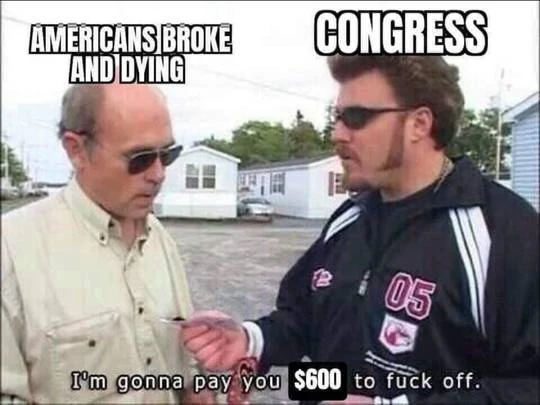 AMERICANS BROKE
AND DYING
CONGRESS
05
I'm gonna pay you $600 to fuck off.